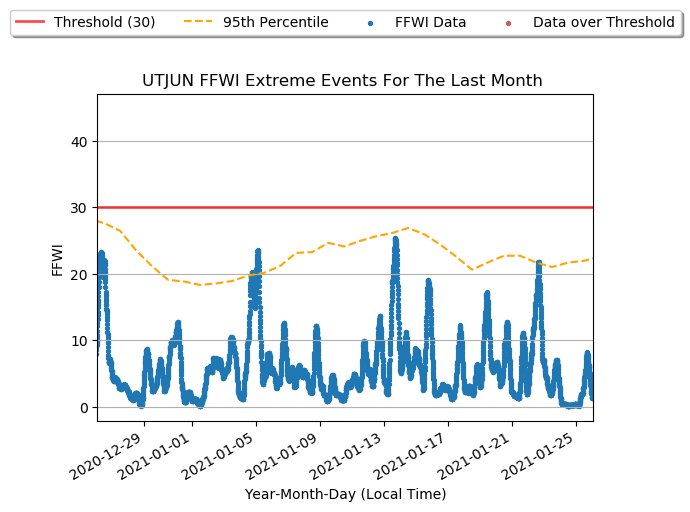 Threshold (30) 95th Percentile FFWI Data Data over Threshold
UTJUN FFWI Extreme Events For The Last Month
40
30
20
10
0
FFWI
2020-12-29 2021-01-01 2021-01-05 2021-01-09 2021-01-13 2021-01-17 2021-01-21 2021-01-25
Year-Month-Day (Local Time)